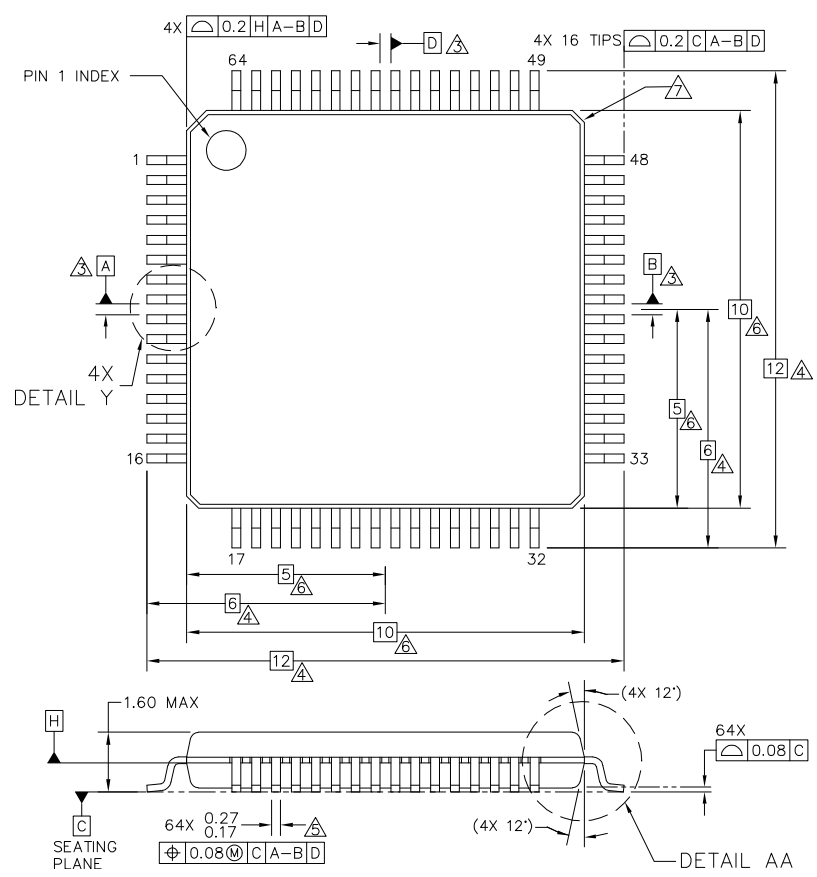 4X ⌓ 0.2 H A-B D
D 3
4X 16 TIPS ⌓ 0.2 C A-B D
64
49
PIN 1 INDEX
7
1
48
3 A
B 3
10 6
12 4
4X
DETAIL Y
5 6
6 4
16
33
17
32
5 6
6 4
10 6
12 4
1.60 MAX
(4X 12°)
H
64X
⌓ 0.08 C
C
SEATING
PLANE
64X 0.27
0.17
5
⌖ 0.08Ⓜ C A-B D
(4X 12°)
DETAIL AA